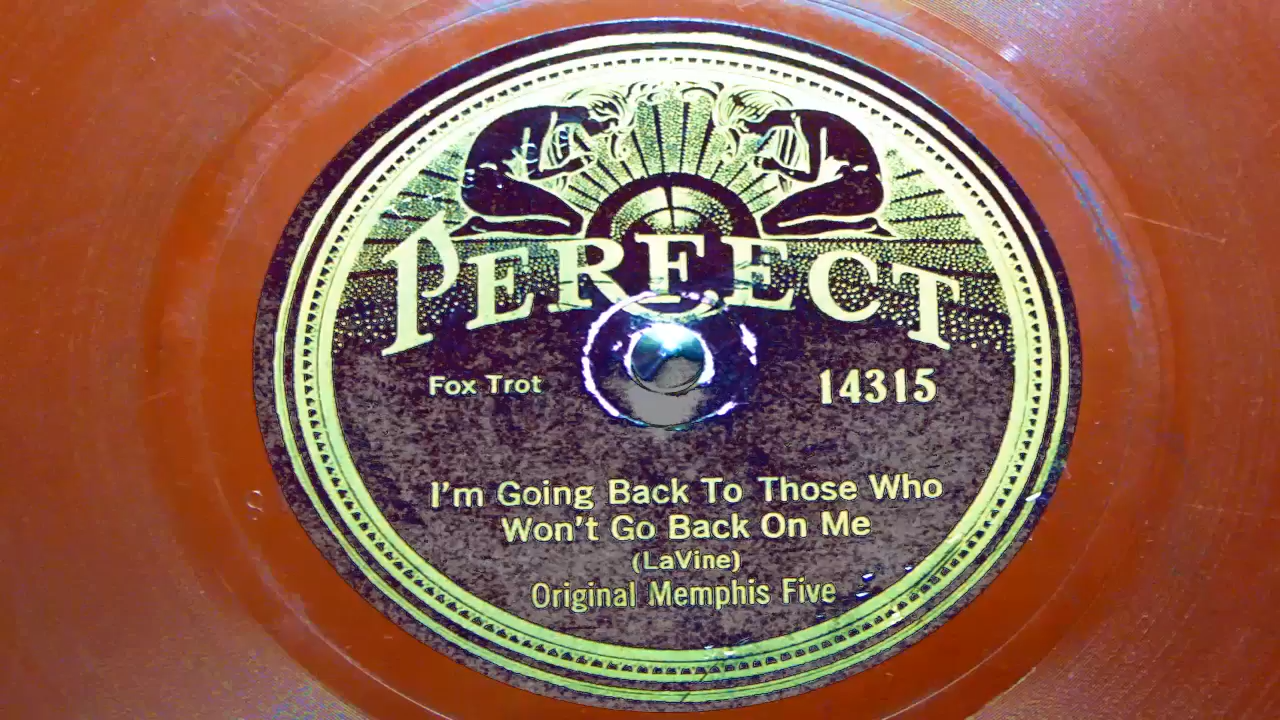 PERFECT
Fox Trot 14315
I'm Going Back To Those Who
Won't Go Back On Me
(LaVine)
Original Memphis Five